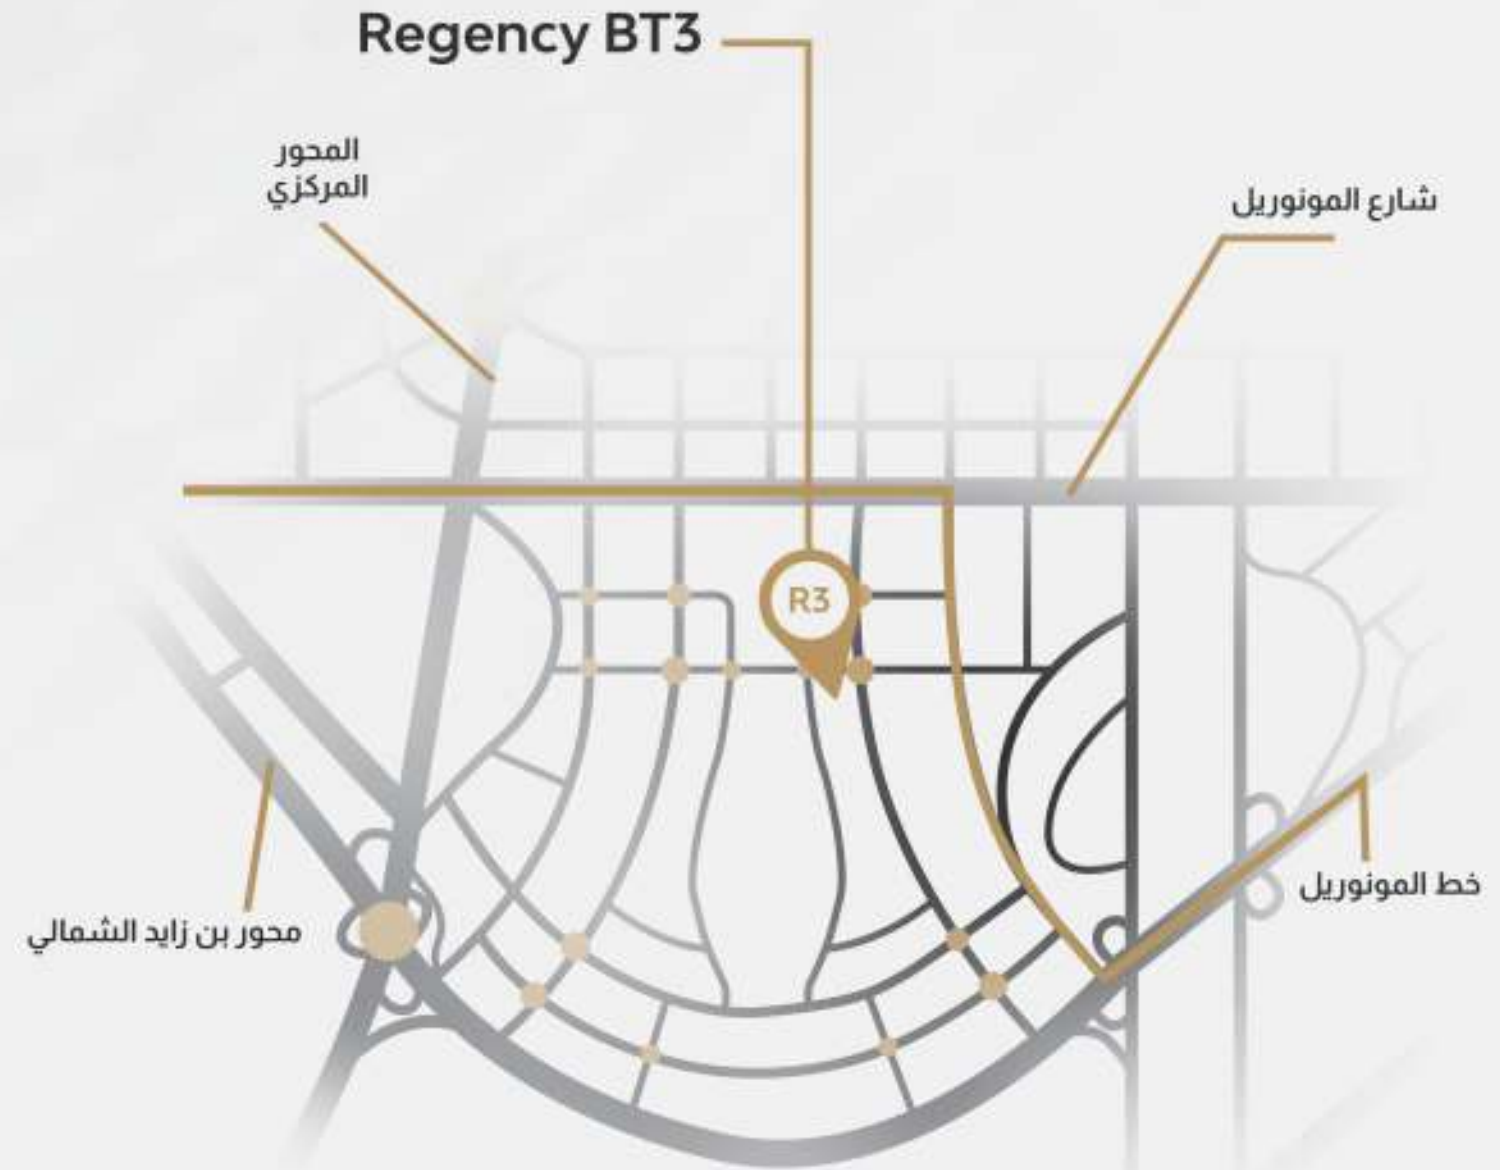 Regency BT3
المحور
المركزي
شارع المونوريل
R3
خط المونوريل
محور بن زايد الشمالي